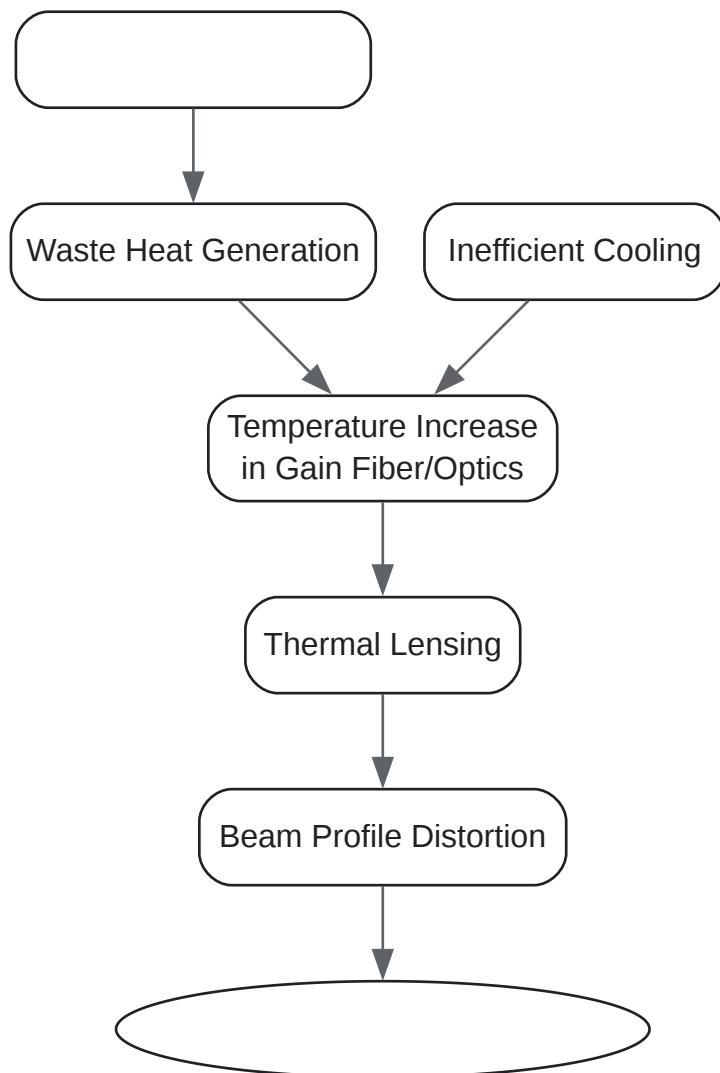 Waste Heat Generation
Inefficient Cooling
Temperature Increase
in Gain Fiber/Optics
Thermal Lensing
Beam Profile Distortion